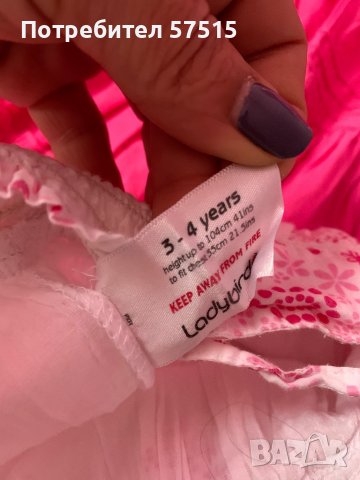 Потребител 57515
3 - 4 years
height up to 104cm 41ins
to fit chest 55cm 21.5ins
KEEP AWAY FROM FIRE
Ladybird
BAZAR